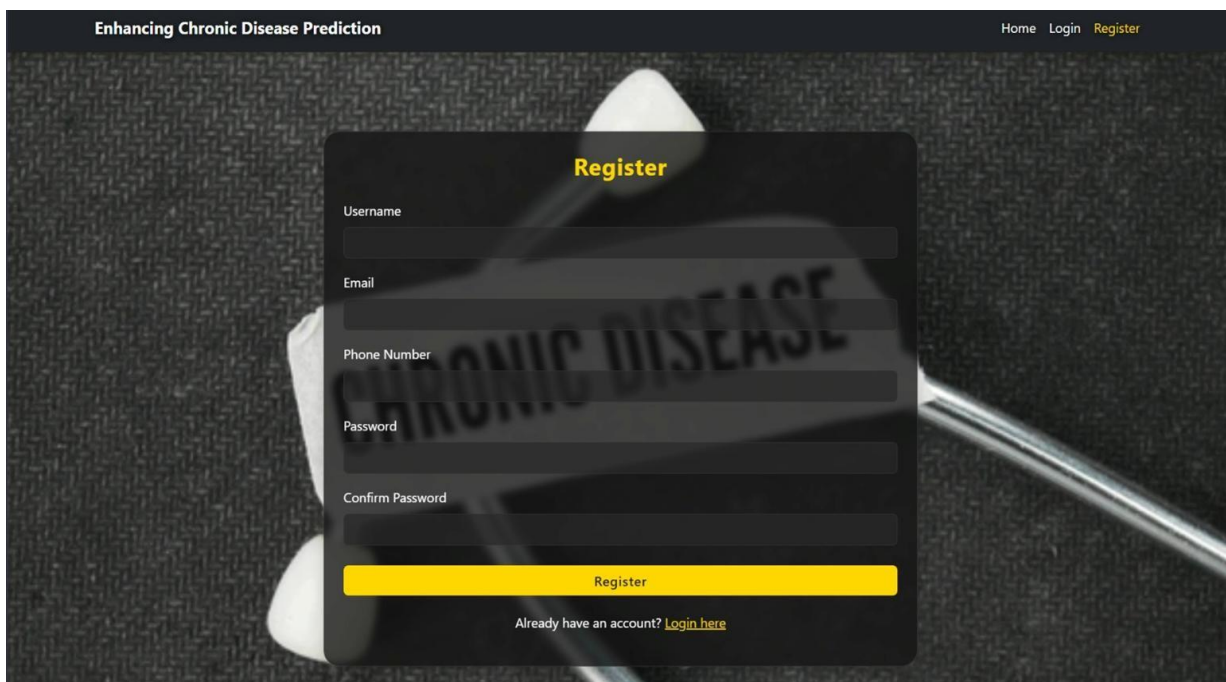 Enhancing Chronic Disease Prediction
Home Login Register
Register
Username
Email
CHRONIC DISEASE
Phone Number
Password
Confirm Password
Register
Already have an account? Login here